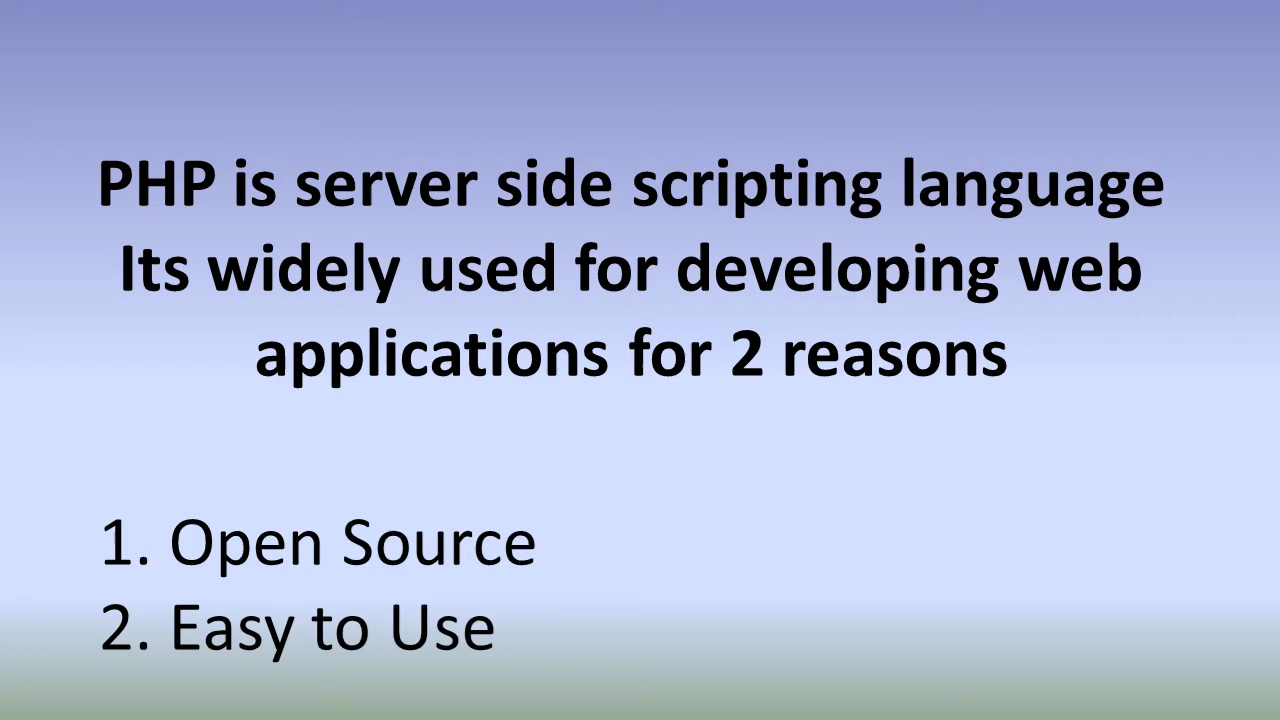 PHP is server side scripting language
Its widely used for developing web
applications for 2 reasons
1. Open Source
2. Easy to Use